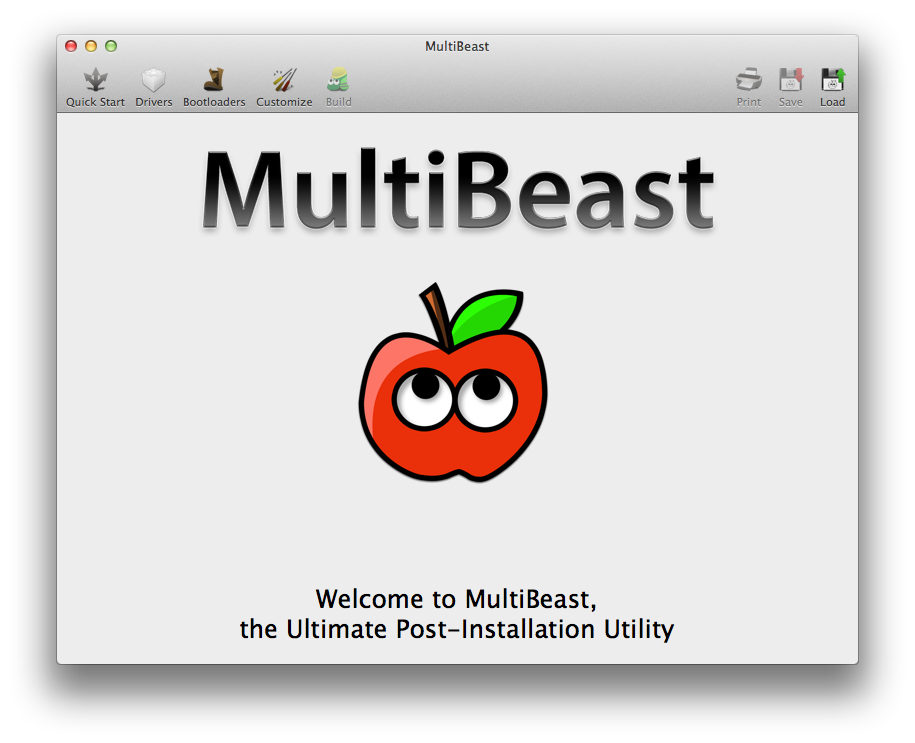 MultiBeast
Quick Start Drivers Bootloaders Customize Build Print Save Load
MultiBeast
Welcome to MultiBeast,
the Ultimate Post-Installation Utility